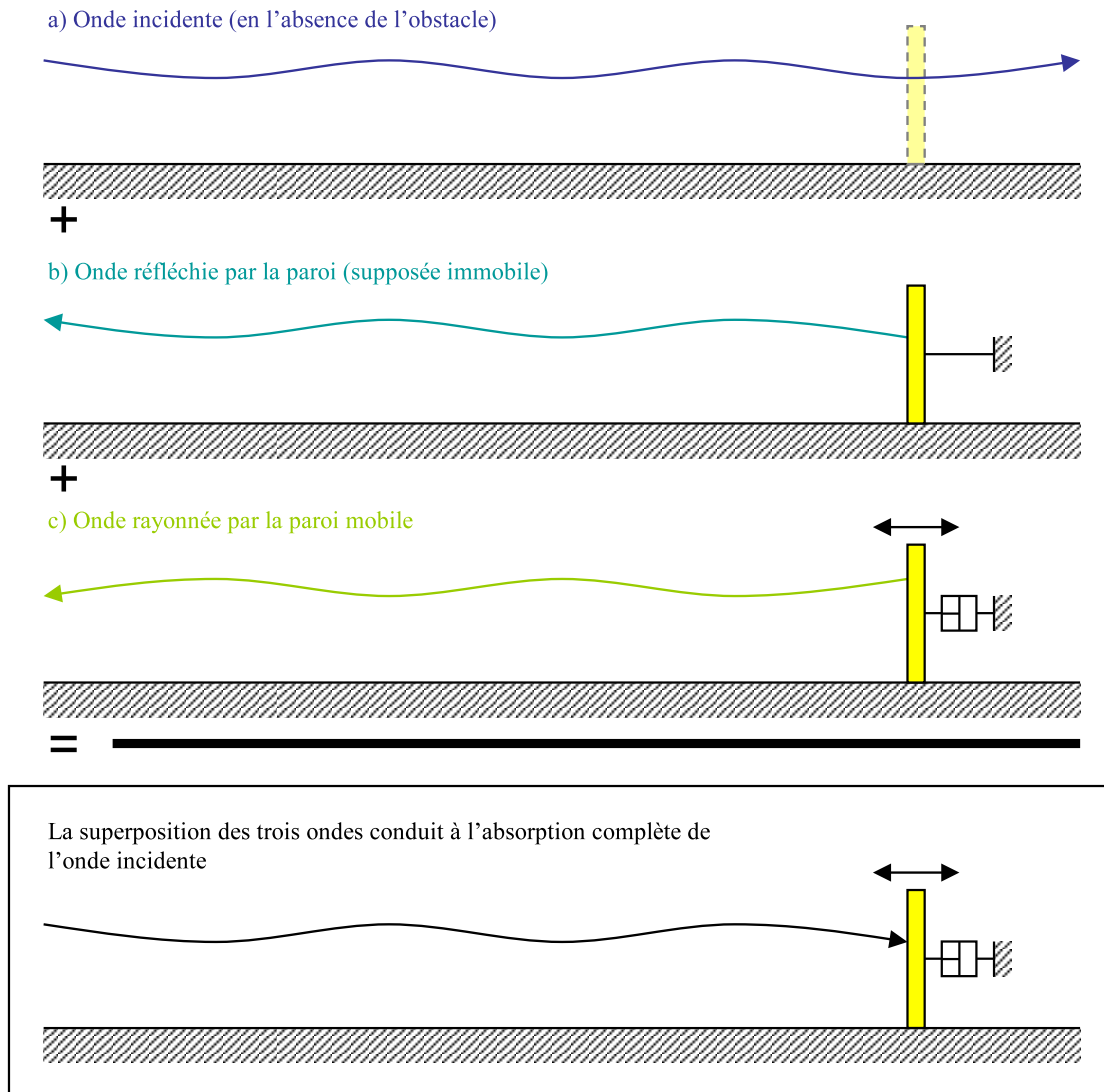 a) Onde incidente (en l’absence de l’obstacle)
+
b) Onde réfléchie par la paroi (supposée immobile)
+
c) Onde rayonnée par la paroi mobile
=
La superposition des trois ondes conduit à l’absorption complète de
l’onde incidente